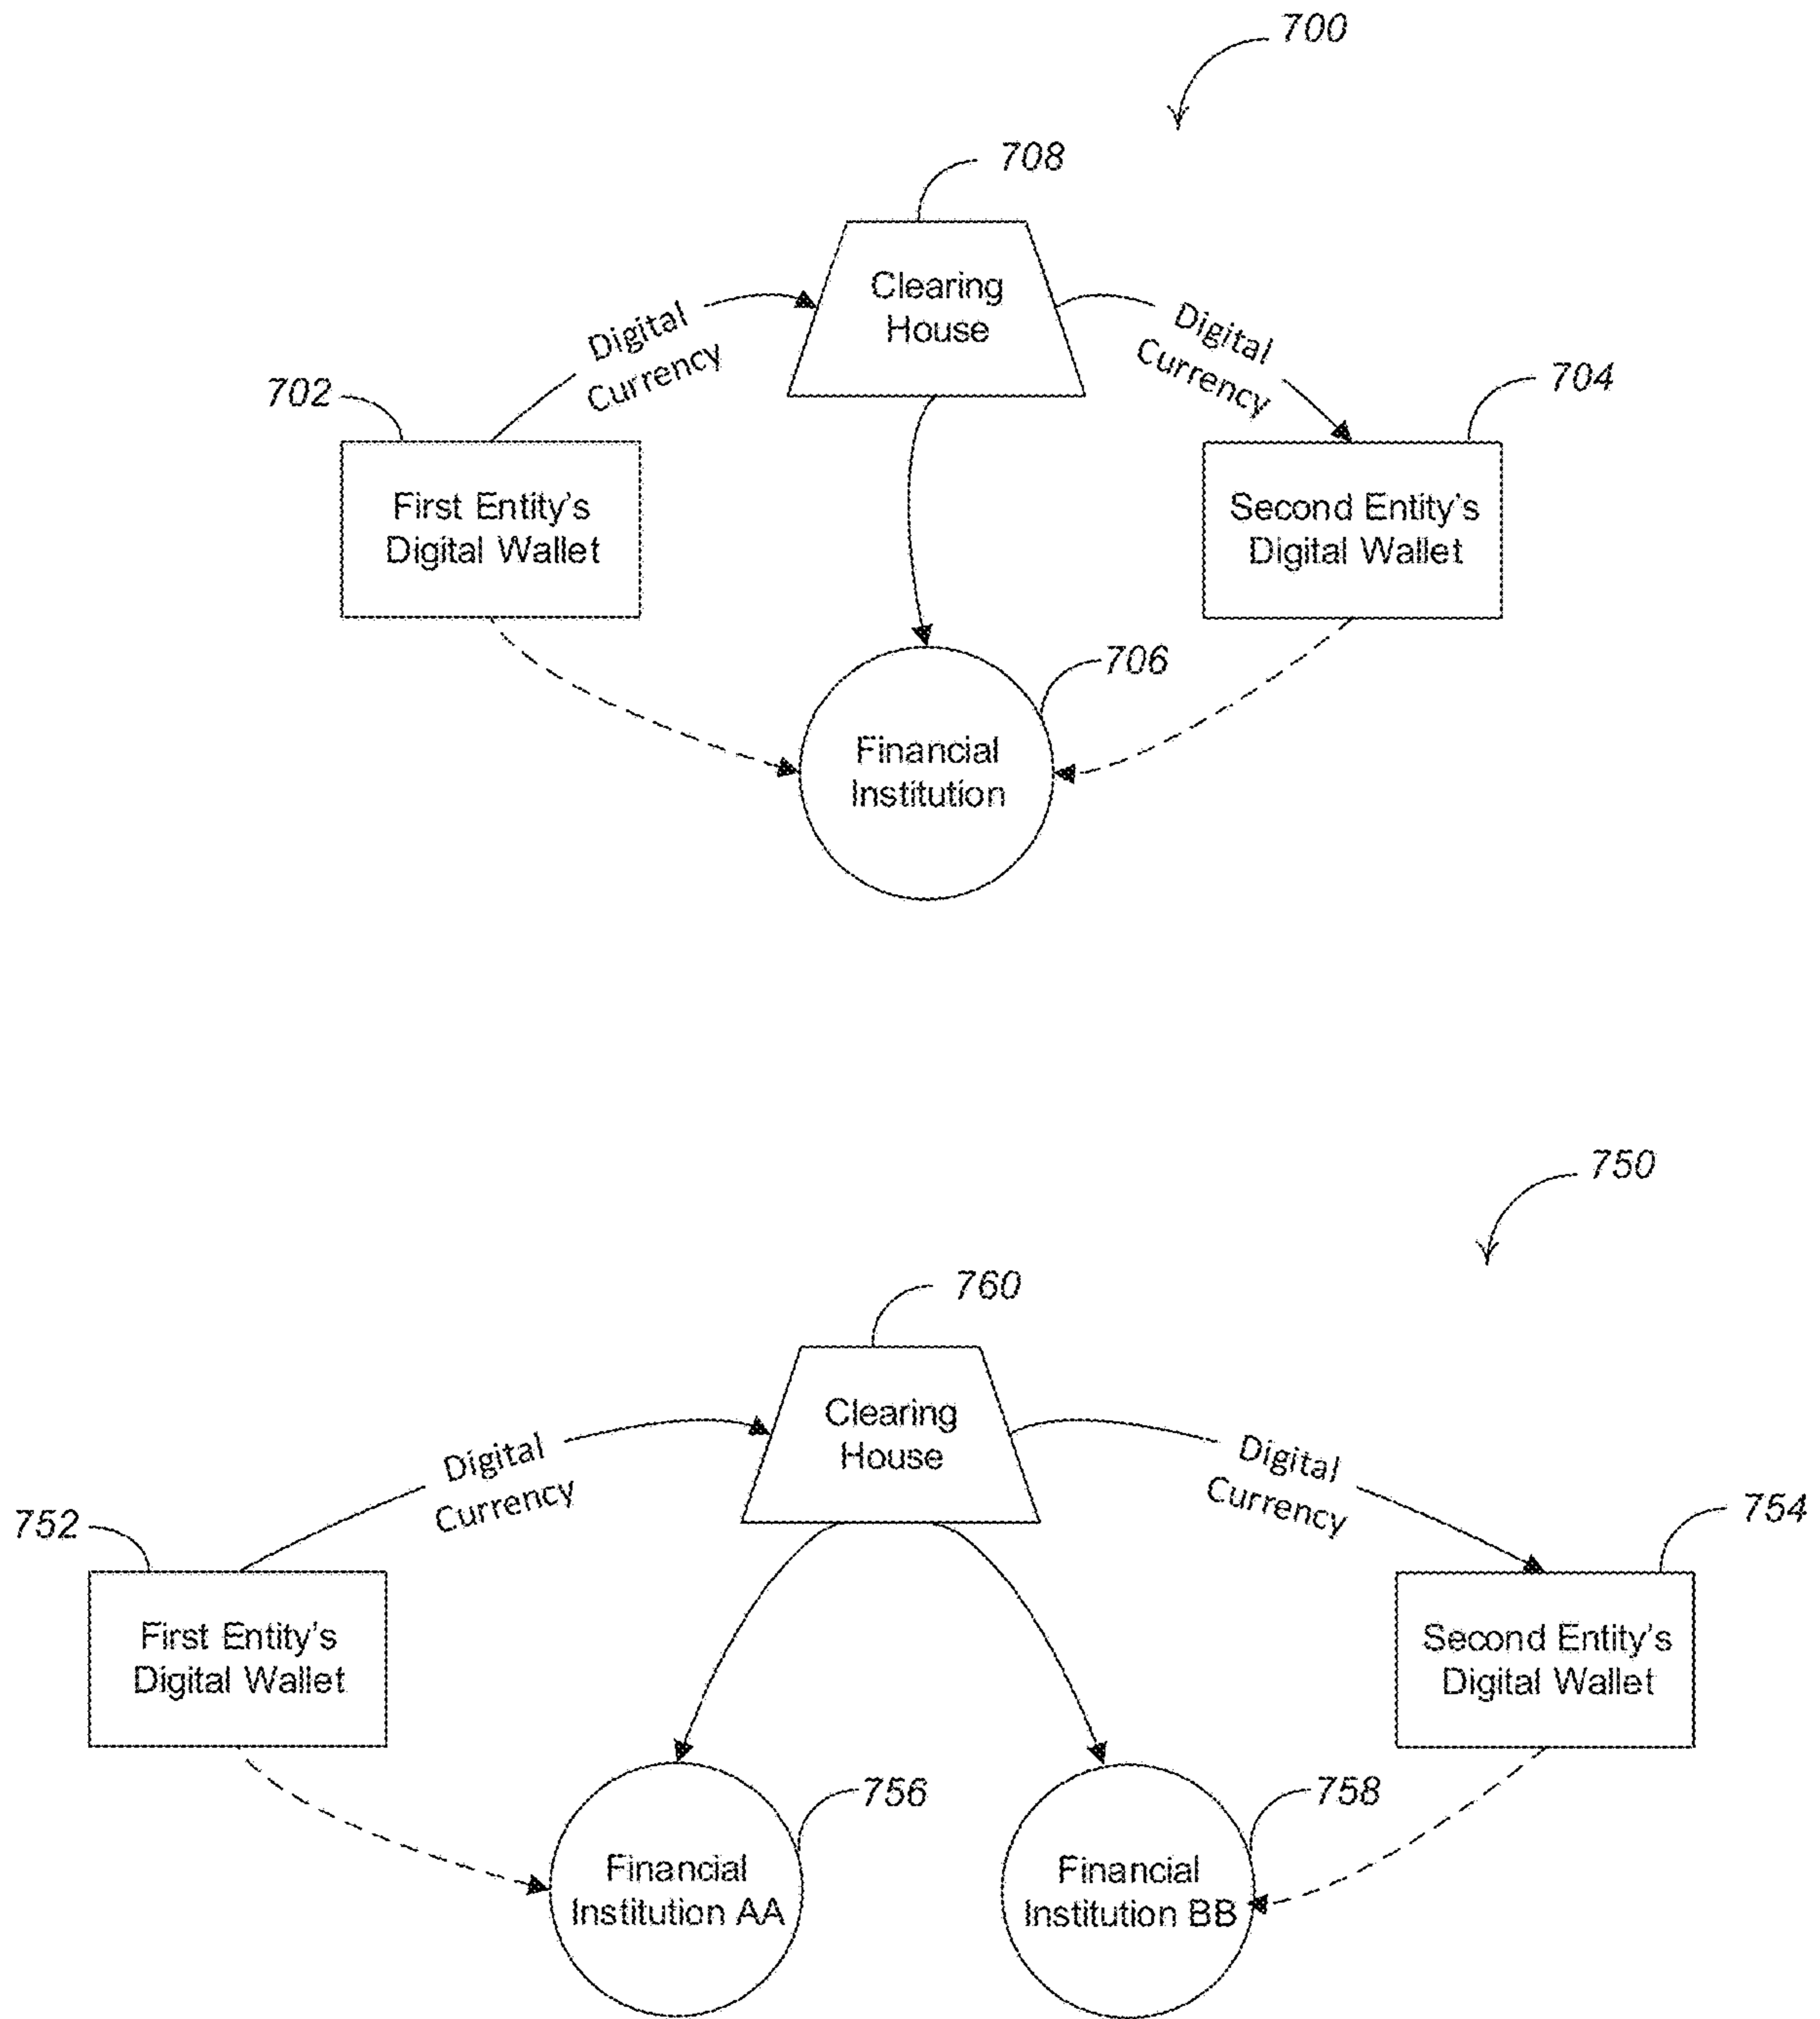 700
708
Clearing
House
Digital
Currency
Digital
Currency
702
704
First Entity's
Digital Wallet
Second Entity's
Digital Wallet
706
Financial
Institution
750
760
Clearing
House
Digital
Currency
Digital
Currency
752
754
First Entity's
Digital Wallet
Second Entity's
Digital Wallet
756
758
Financial
Institution AA
Financial
Institution BB